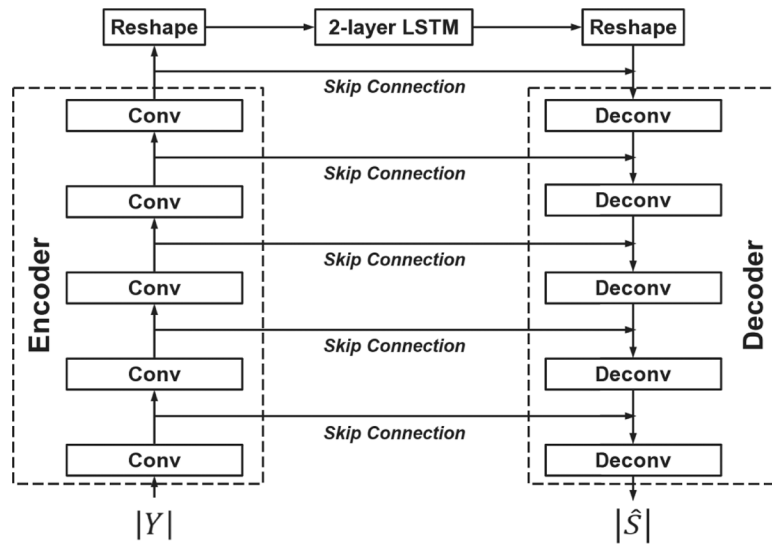 Reshape 2-layer LSTM Reshape
Skip Connection
Conv Deconv
Skip Connection
Conv Deconv
Skip Connection
Encoder Conv Deconv Decoder
Skip Connection
Conv Deconv
Skip Connection
Conv Deconv
|Y| |Ŝ|